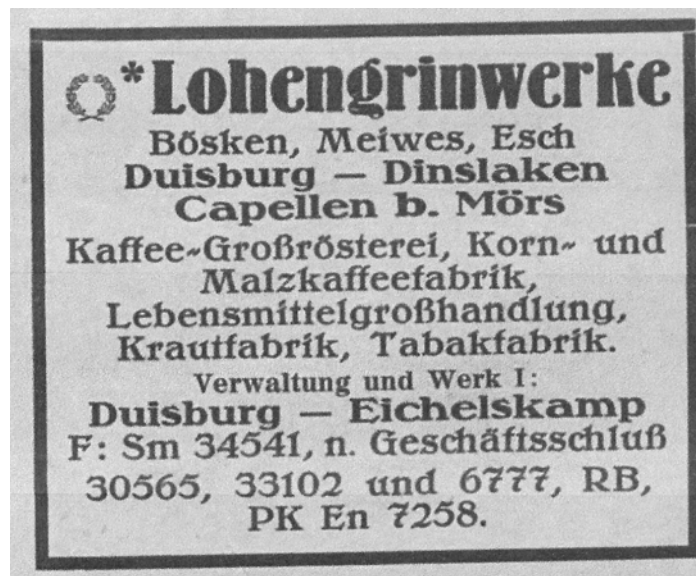 *Lohengrinwerke
Bösken, Meiwes, Esch
Duisburg — Dinslaken
Capellen b. Mörs
Kaffee-Großrösterei, Korn- und
Malzkaffeefabrik,
Lebensmittelgroßhandlung,
Krautfabrik, Tabakfabrik.
Verwaltung und Werk I:
Duisburg — Eichelskamp
F: Sm 34541, n. Geschäftsschluß
30565, 33102 und 6777, RB,
PK En 7258.